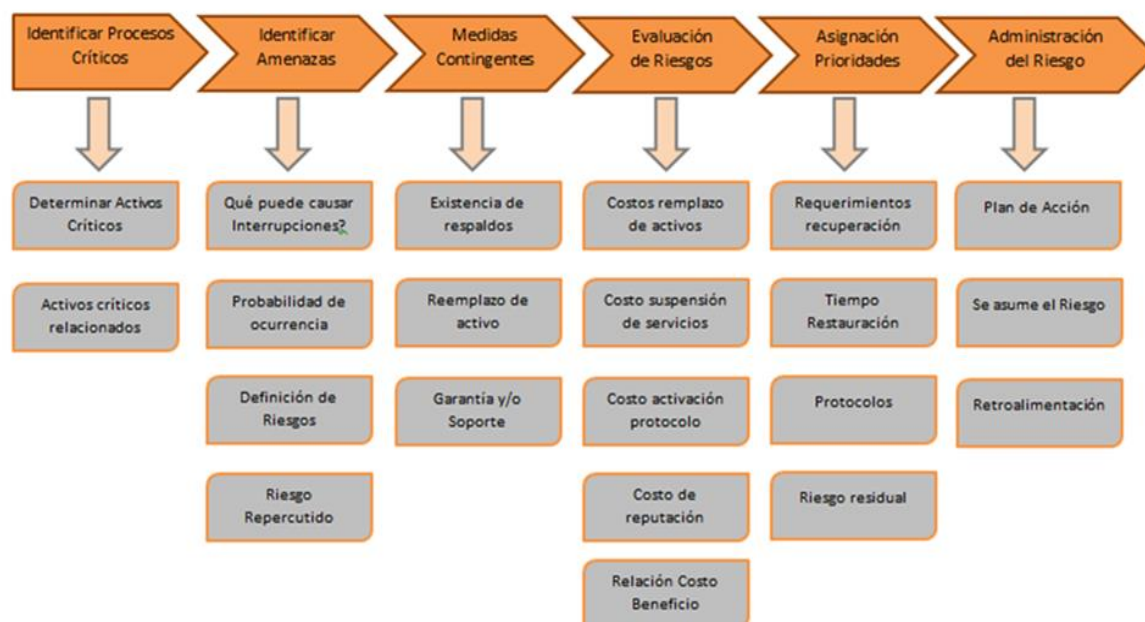 Identificar Procesos
Críticos
Identificar
Amenazas
Medidas
Contingentes
Evaluación
de Riesgos
Asignación
Prioridades
Administración
del Riesgo
Determinar Activos
Críticos
Activos críticos
relacionados
Qué puede causar
Interrupciones?
Probabilidad de
ocurrencia
Definición de
Riesgos
Riesgo
Repercutido
Existencia de
respaldos
Reemplazo de
activo
Garantía y/o
Soporte
Costos remplazo
de activos
Costo suspensión
de servicios
Costo activación
protocolo
Costo de
reputación
Relación Costo
Beneficio
Requerimientos
recuperación
Tiempo
Restauración
Protocolos
Riesgo residual
Plan de Acción
Se asume el Riesgo
Retroalimentación